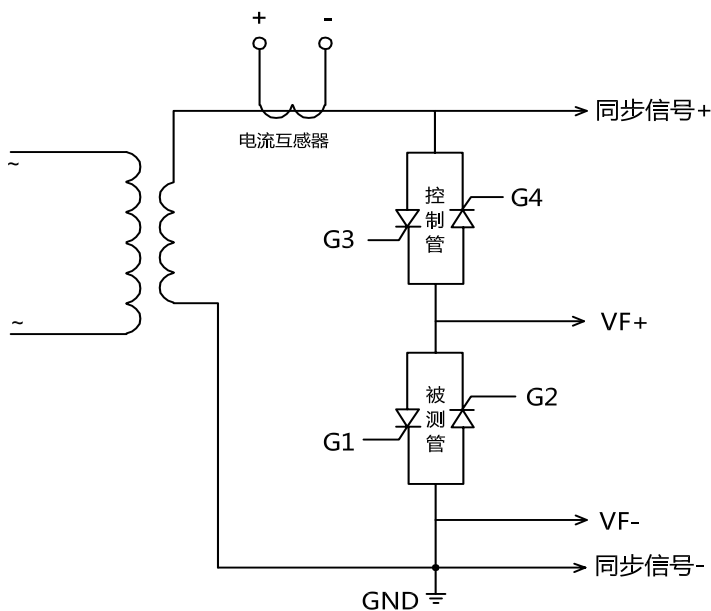 + -
同步信号+
电流互感器
~
控制管
G4
G3
~
VF+
被测管
G2
G1
VF-
同步信号-
GND